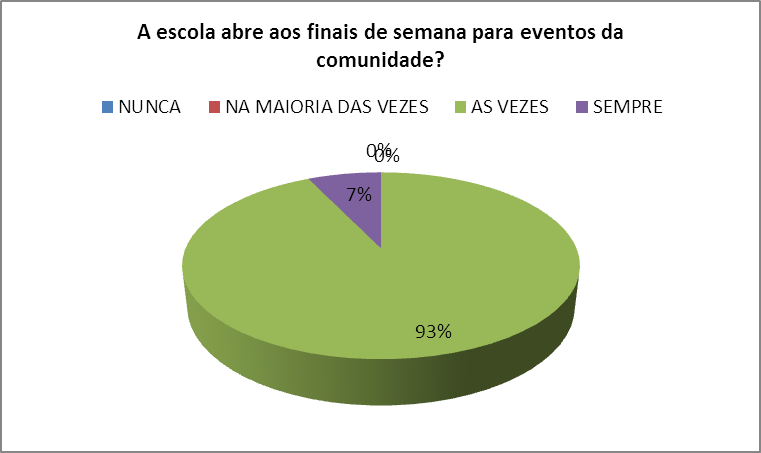 A escola abre aos finais de semana para eventos da
comunidade?
NUNCA NA MAIORIA DAS VEZES AS VEZES SEMPRE
0%
0%
7%
93%